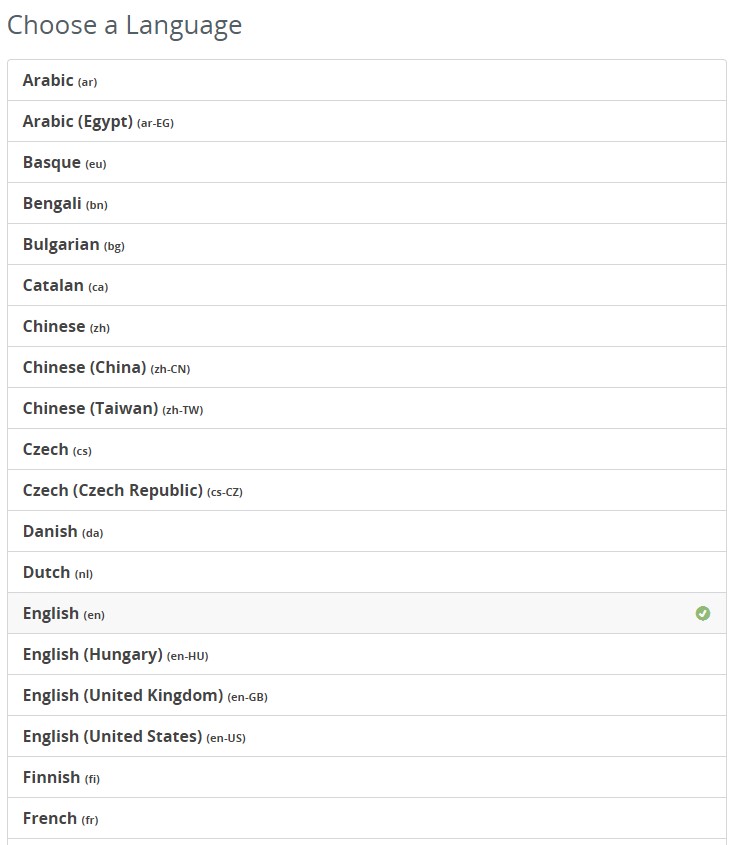 Choose a Language
Arabic (ar)
Arabic (Egypt) (ar-EG)
Basque (eu)
Bengali (bn)
Bulgarian (bg)
Catalan (ca)
Chinese (zh)
Chinese (China) (zh-CN)
Chinese (Taiwan) (zh-TW)
Czech (cs)
Czech (Czech Republic) (cs-CZ)
Danish (da)
Dutch (nl)
English (en)
English (Hungary) (en-HU)
English (United Kingdom) (en-GB)
English (United States) (en-US)
Finnish (fi)
French (fr)